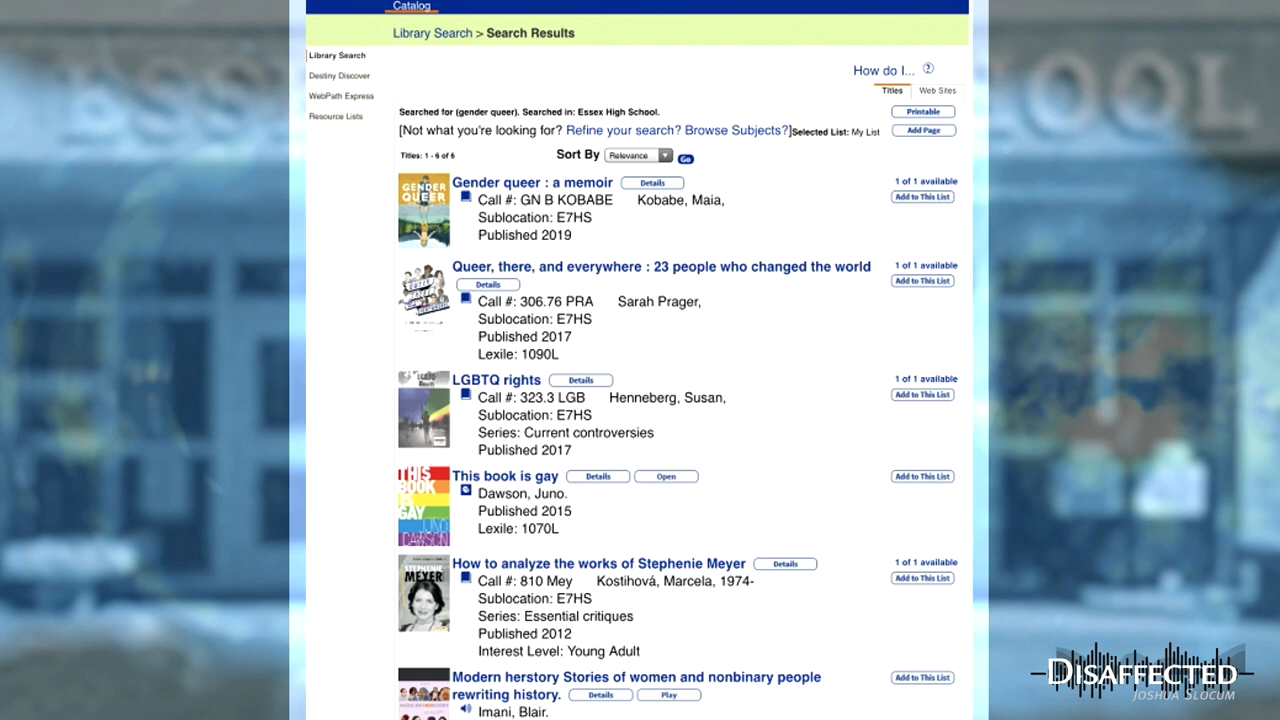 Catalog
Library Search > Search Results
Library Search
Destiny Discover
WebPath Express
Resource Lists
How do I... ?
Titles Web Sites
Searched for (gender queer). Searched in: Essex High School.
Printable
[Not what you're looking for? Refine your search? Browse Subjects?] Selected List: My List
Add Page
Titles: 1 - 6 of 6
Sort By Relevance Go
GENDER QUEER
Gender queer : a memoir Details
1 of 1 available
Add to This List
Call #: GN B KOBABE Kobabe, Maia,
Sublocation: E7HS
Published 2019
Queer, there, and everywhere : 23 people who changed the world
1 of 1 available
Add to This List
Details
Call #: 306.76 PRA Sarah Prager,
Sublocation: E7HS
Published 2017
Lexile: 1090L
LGBTQ rights Details
1 of 1 available
Add to This List
Call #: 323.3 LGB Henneberg, Susan,
Sublocation: E7HS
Series: Current controversies
Published 2017
THIS BOOK IS GAY
JUNO DAWSON
This book is gay Details Open
Add to This List
Dawson, Juno.
Published 2015
Lexile: 1070L
STEPHENIE MEYER
How to analyze the works of Stephenie Meyer Details
1 of 1 available
Add to This List
Call #: 810 Mey Kostihová, Marcela, 1974-
Sublocation: E7HS
Series: Essential critiques
Published 2012
Interest Level: Young Adult
Modern herstory Stories of women and nonbinary people
Add to This List
rewriting history. Details Play
Imani, Blair.
DISAFFECTED
JOSHUA SLOCUM